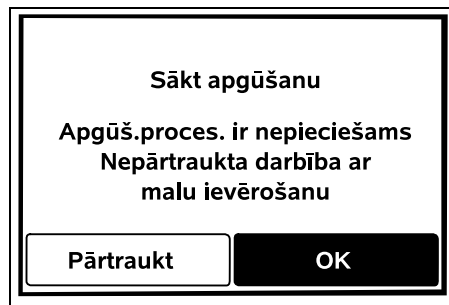 Sākt apgūšanu
Apgūš.proces. ir nepieciešams
Nepārtraukta darbība ar
malu ievērošanu
Pārtraukt
OK